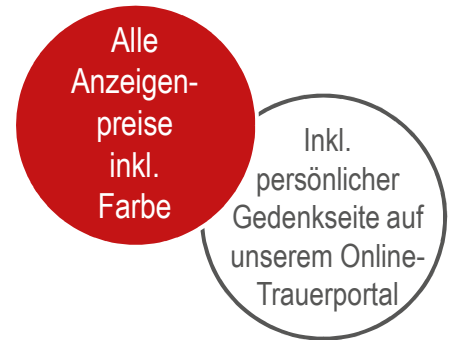 Alle
Anzeigen-
preise
inkl.
Farbe
Inkl.
persönlicher
Gedenkseite auf
unserem Online-
Trauerportal